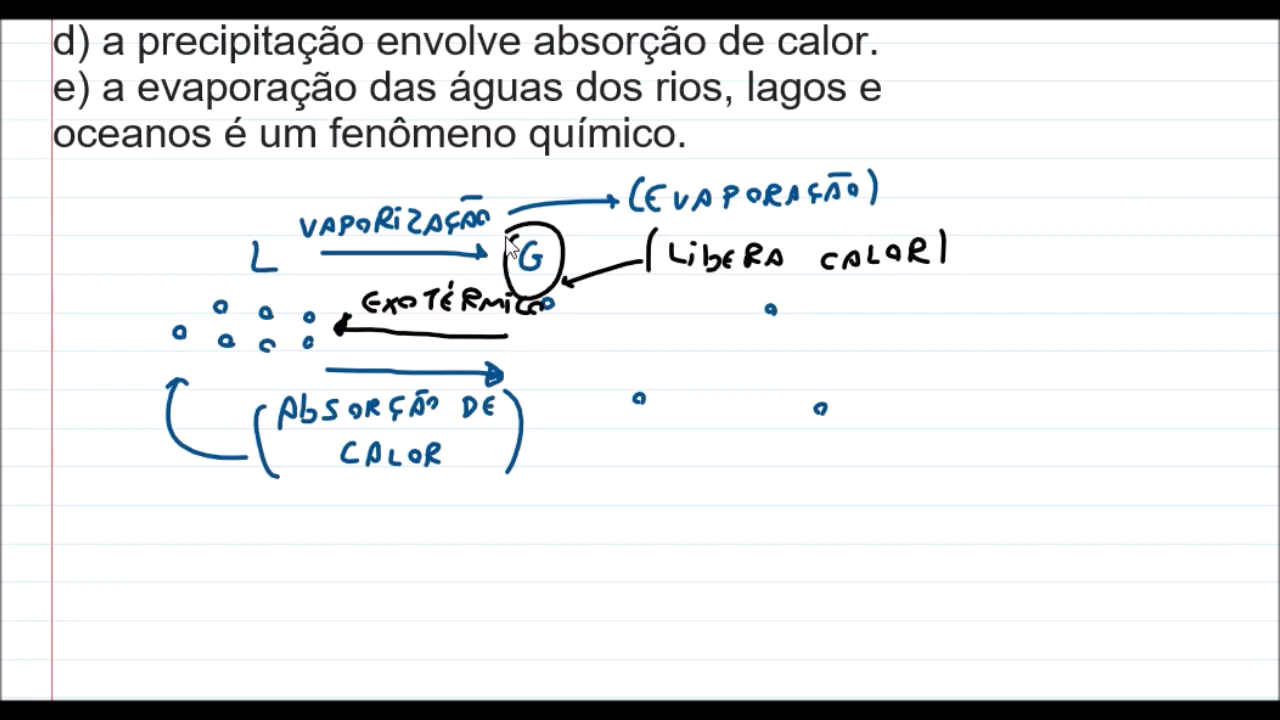 d) a precipitação envolve absorção de calor.
e) a evaporação das águas dos rios, lagos e
oceanos é um fenômeno químico.
VAPORIZAÇÃO (EVAPORAÇÃO)
L G (LIBERA CALOR)
EXOTÉRMICO
(ABSORÇÃO DE
CALOR)